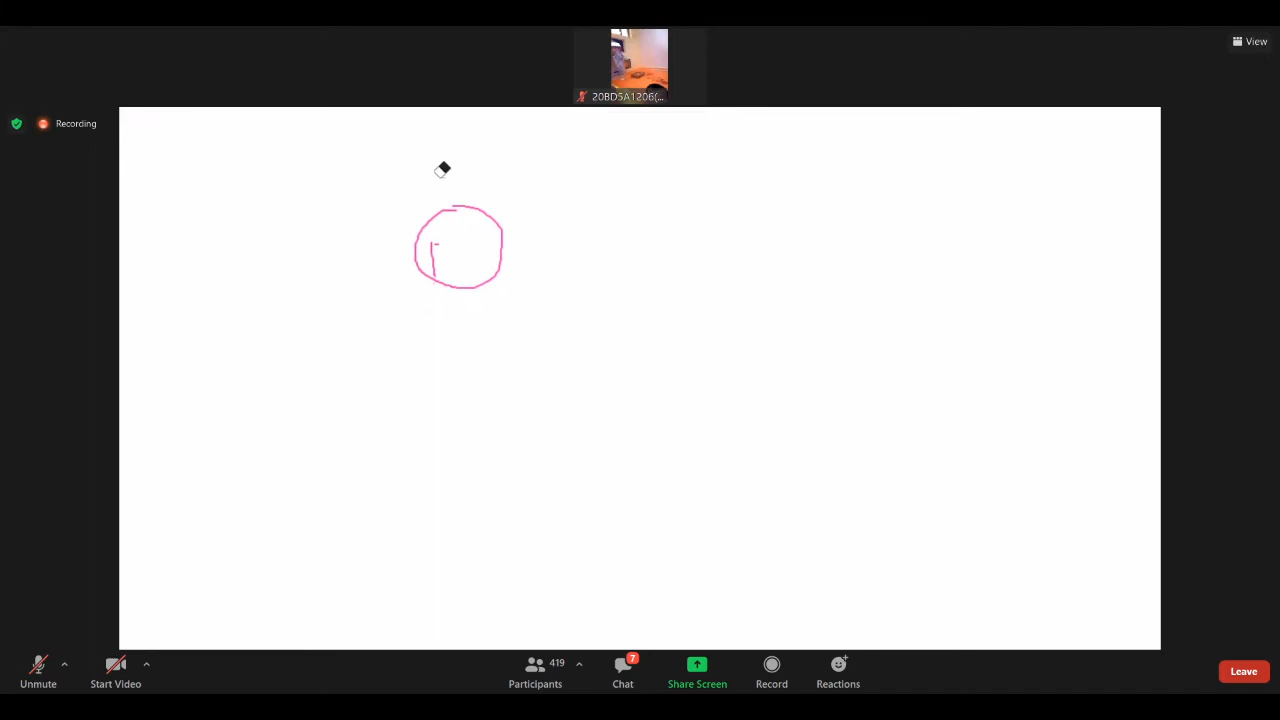 View
20BD5A1206(...
Recording
419
7
Unmute
Start Video
Participants
Chat
Share Screen
Record
Reactions
Leave